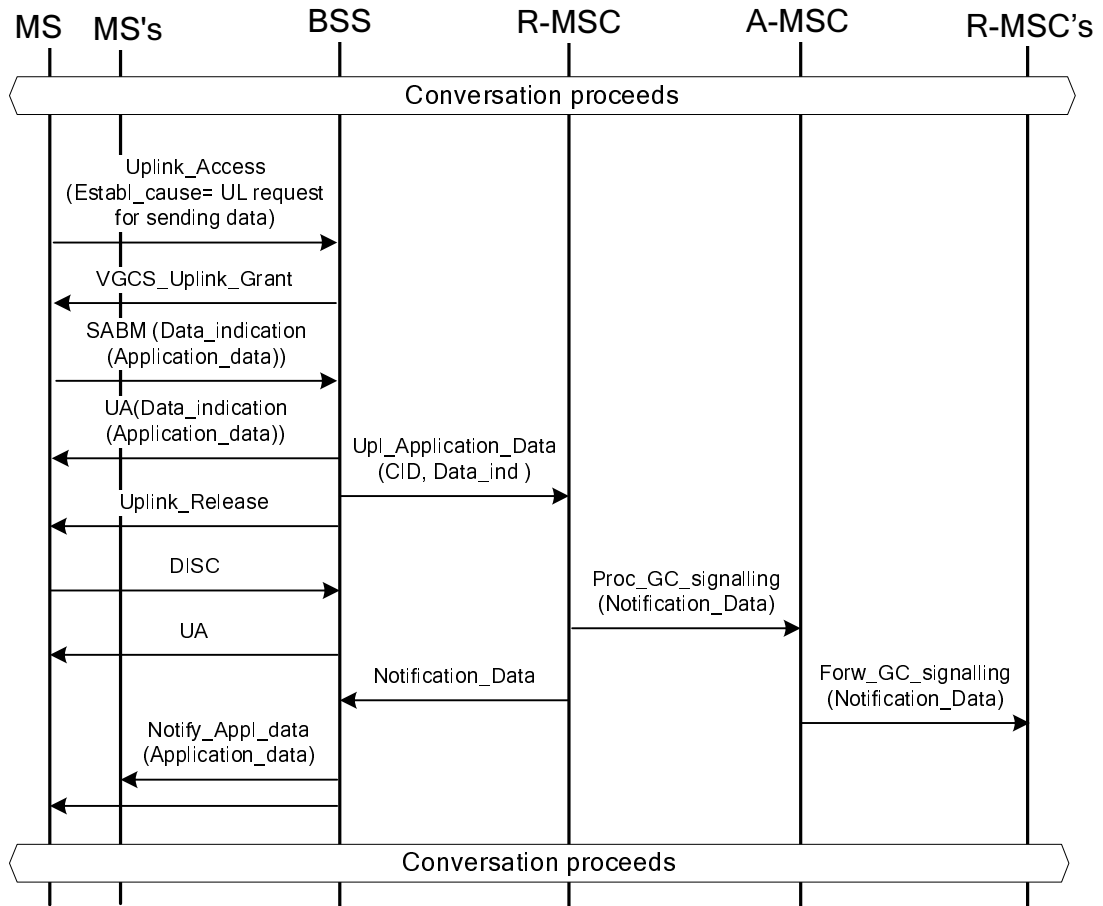 MS MS's BSS R-MSC A-MSC R-MSC's
Conversation proceeds
Uplink_Access
(Establ_cause= UL request
for sending data)
VGCS_Uplink_Grant
SABM (Data_indication
(Application_data))
UA(Data_indication
(Application_data))
Upl_Application_Data
(CID, Data_ind )
Uplink_Release
DISC
Proc_GC_signalling
(Notification_Data)
UA
Notification_Data
Forw_GC_signalling
(Notification_Data)
Notify_Appl_data
(Application_data)
Conversation proceeds